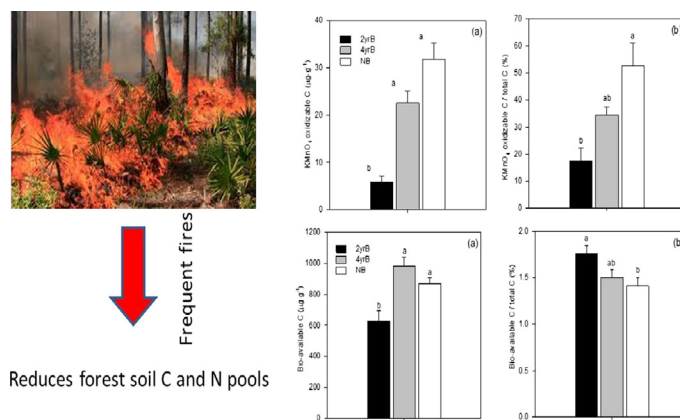 Frequent fires
Reduces forest soil C and N pools
(a)
2yrB
4yrB
NB
a
a
b
40
30
20
10
0
KMnO₄ oxidizable C (µg g⁻¹)
(b)
a
ab
b
70
60
50
40
30
20
10
0
KMnO₄ oxidizable C / total C (%)
(a)
2yrB
4yrB
NB
a
a
b
1200
1000
800
600
400
200
0
Bio-available C (µg g⁻¹)
(b)
a
ab
b
2.0
1.5
1.0
0.5
0.0
Bio-available C / total C (%)